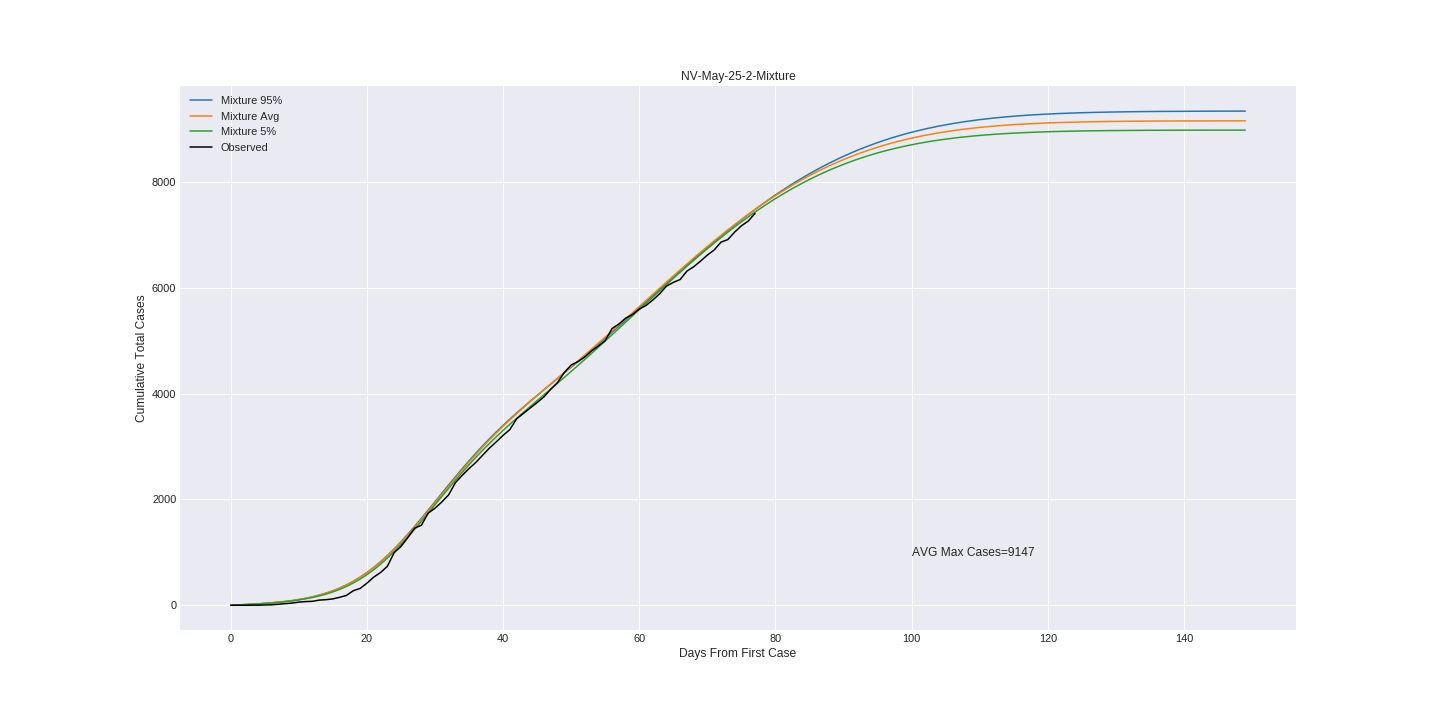 NV-May-25-2-Mixture
Mixture 95%
Mixture Avg
Mixture 5%
Observed
8000
6000
4000
2000
0
Cumulative Total Cases
AVG Max Cases=9147
0 20 40 60 80 100 120 140
Days From First Case